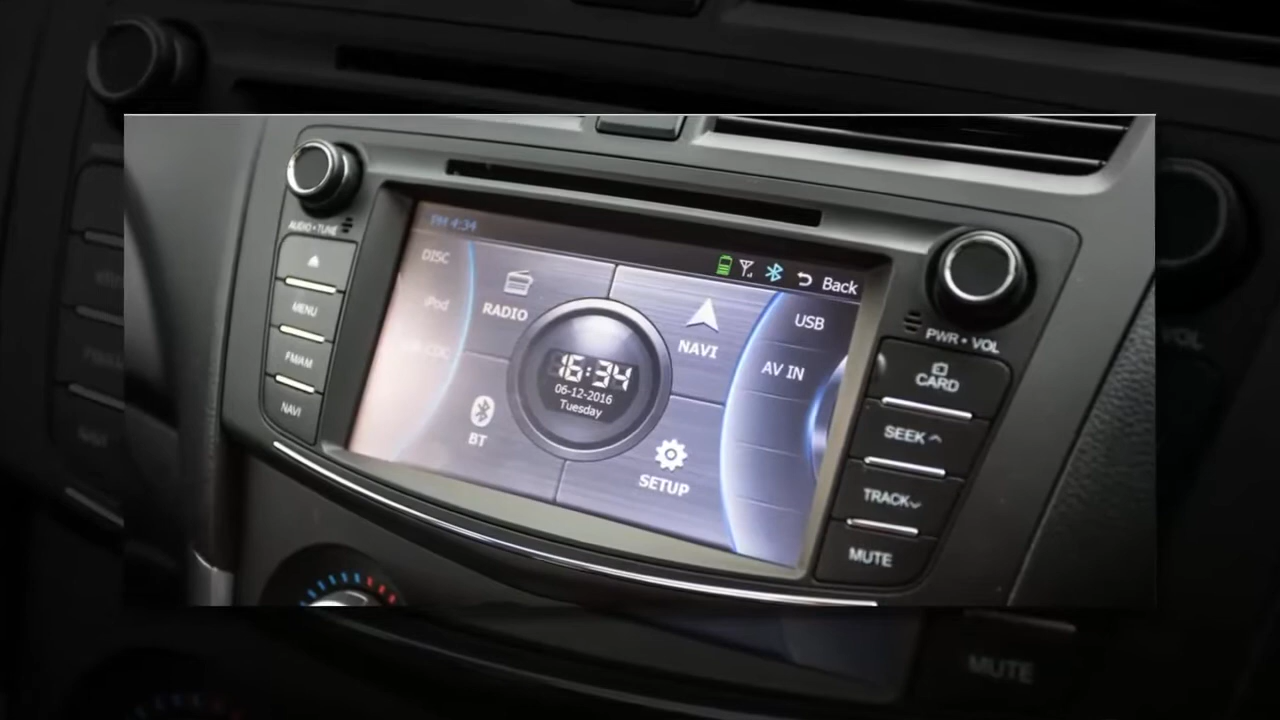 AUDIO•TUNE
MENU
FM/AM
NAVI
PM 4:34
DISC
iPod
RADIO
BT
16:34
06-12-2016
Tuesday
NAVI
SETUP
Back
USB
AV IN
PWR • VOL
CARD
SEEK
TRACK
MUTE
VOL
MUTE